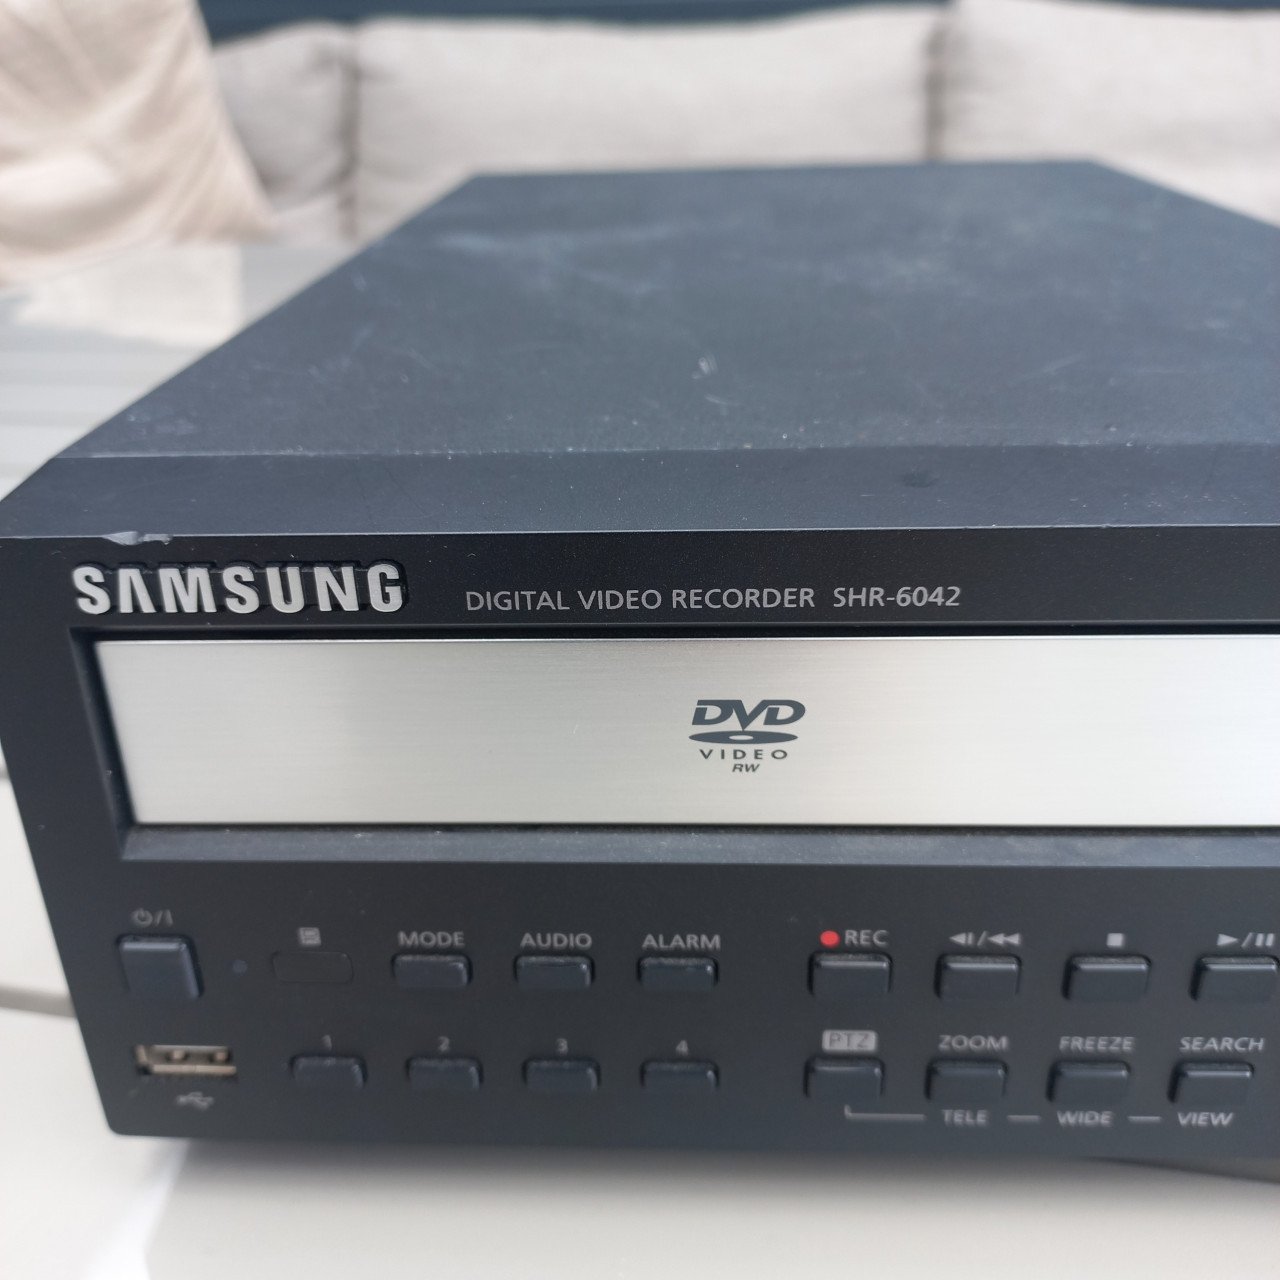 SAMSUNG DIGITAL VIDEO RECORDER SHR-6042
DVD
VIDEO
RW
MODE AUDIO ALARM REC
1 2 3 4 PTZ ZOOM FREEZE SEARCH
TELE WIDE VIEW